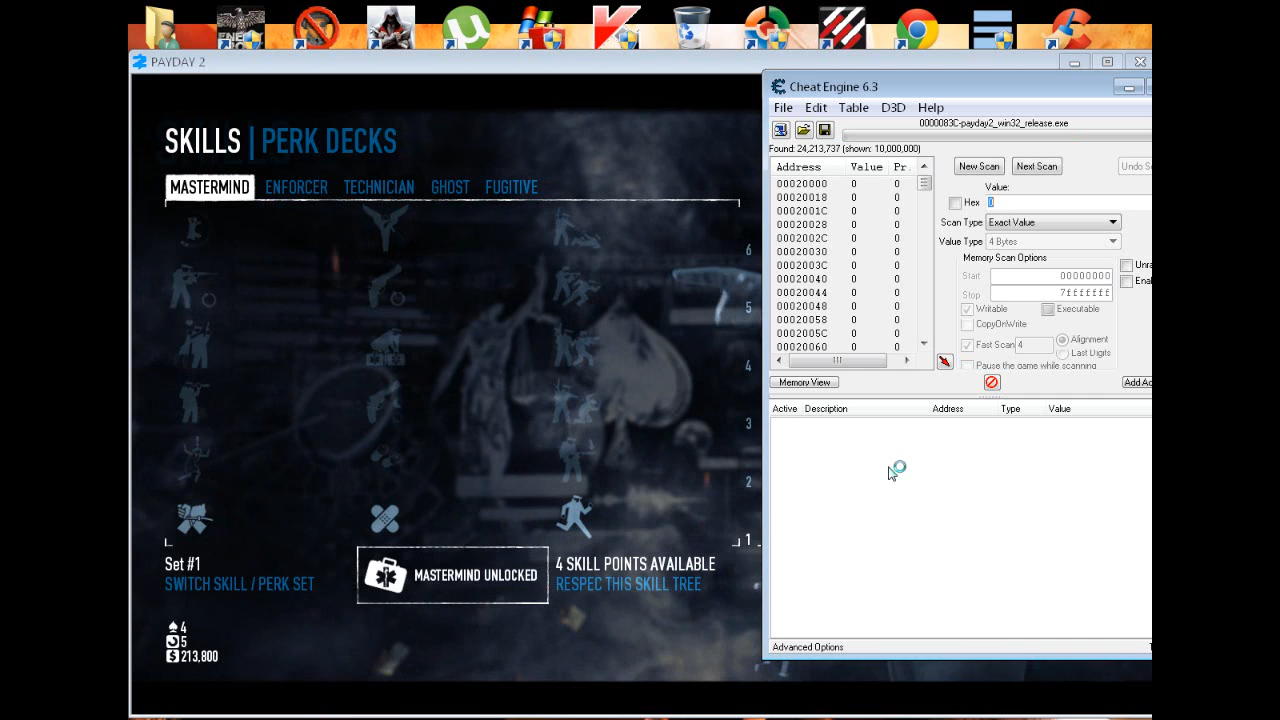 PAYDAY 2
SKILLS | PERK DECKS
MASTERMIND ENFORCER TECHNICIAN GHOST FUGITIVE
6
5
4
3
2
1
Set #1
SWITCH SKILL / PERK SET
MASTERMIND UNLOCKED
4 SKILL POINTS AVAILABLE
RESPEC THIS SKILL TREE
4
5
213,800
Cheat Engine 6.3
File Edit Table D3D Help
0000083C-payday2_win32_release.exe
Found: 24,213,737 (shown: 10,000,000)
Address Value Pr.
00020000 0 0
00020018 0 0
0002001C 0 0
00020028 0 0
0002002C 0 0
00020030 0 0
0002003C 0 0
00020040 0 0
00020044 0 0
00020048 0 0
00020058 0 0
0002005C 0 0
00020060 0 0
New Scan Next Scan Undo S
Value:
Hex 0
Scan Type Exact Value
Value Type 4 Bytes
Memory Scan Options
Start 00000000
Stop 7fffffff
Writable Executable
CopyOnWrite
Fast Scan 4 Alignment
Last Digits
Pause the game while scanning
Unra
Enal
Memory View
Add Ac
Active Description Address Type Value
Advanced Options